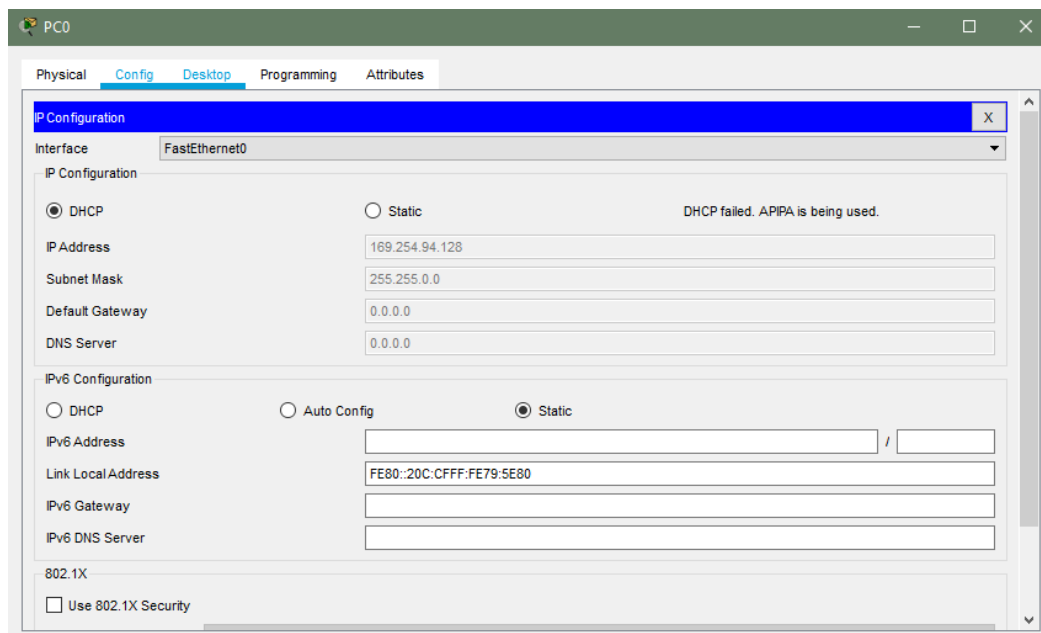 PC0
Physical Config Desktop Programming Attributes
IP Configuration X
Interface FastEthernet0
IP Configuration
DHCP Static DHCP failed. APIPA is being used.
IP Address 169.254.94.128
Subnet Mask 255.255.0.0
Default Gateway 0.0.0.0
DNS Server 0.0.0.0
IPv6 Configuration
DHCP Auto Config Static
IPv6 Address /
Link Local Address FE80::20C:CFFF:FE79:5E80
IPv6 Gateway
IPv6 DNS Server
802.1X
Use 802.1X Security